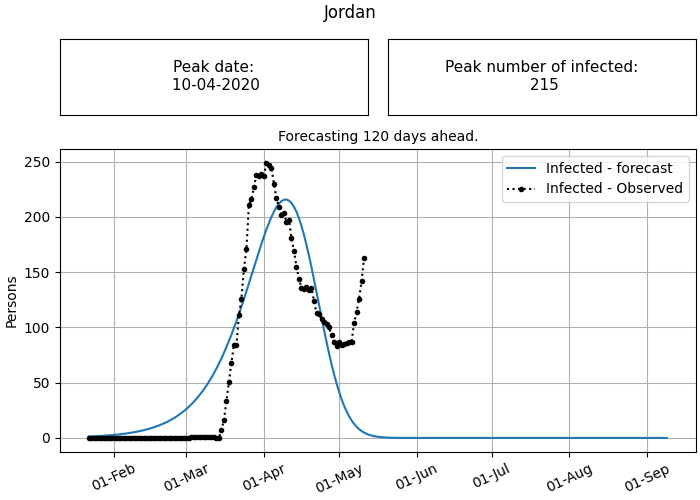 Jordan
Peak date:
10-04-2020
Peak number of infected:
215
Forecasting 120 days ahead.
Infected - forecast
Infected - Observed
Persons
250
200
150
100
50
0
01-Feb
01-Mar
01-Apr
01-May
01-Jun
01-Jul
01-Aug
01-Sep